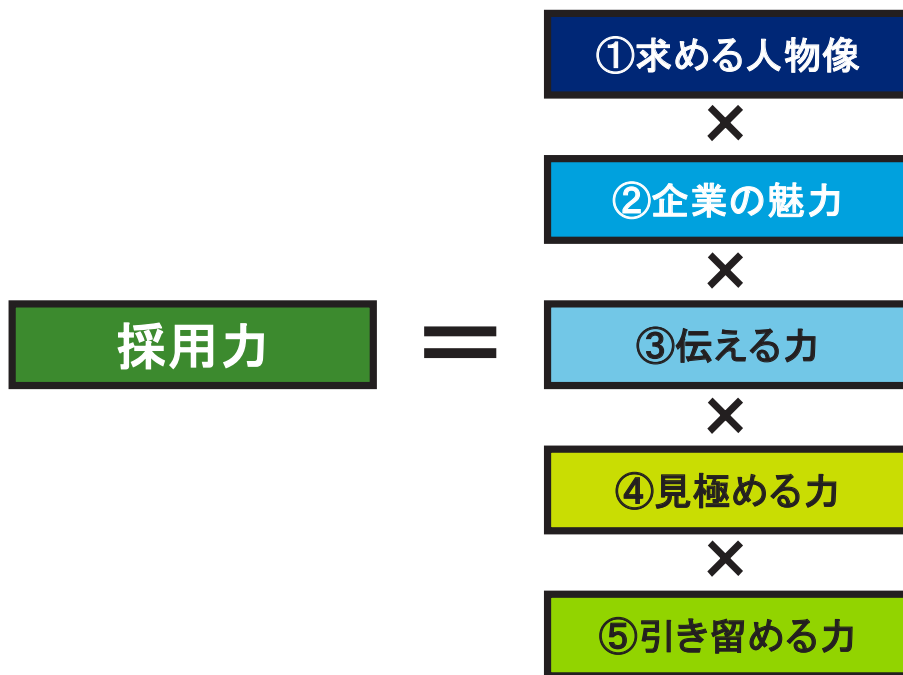 ①求める人物像
×
②企業の魅力
×
採用力 = ③伝える力
×
④見極める力
×
⑤引き留める力